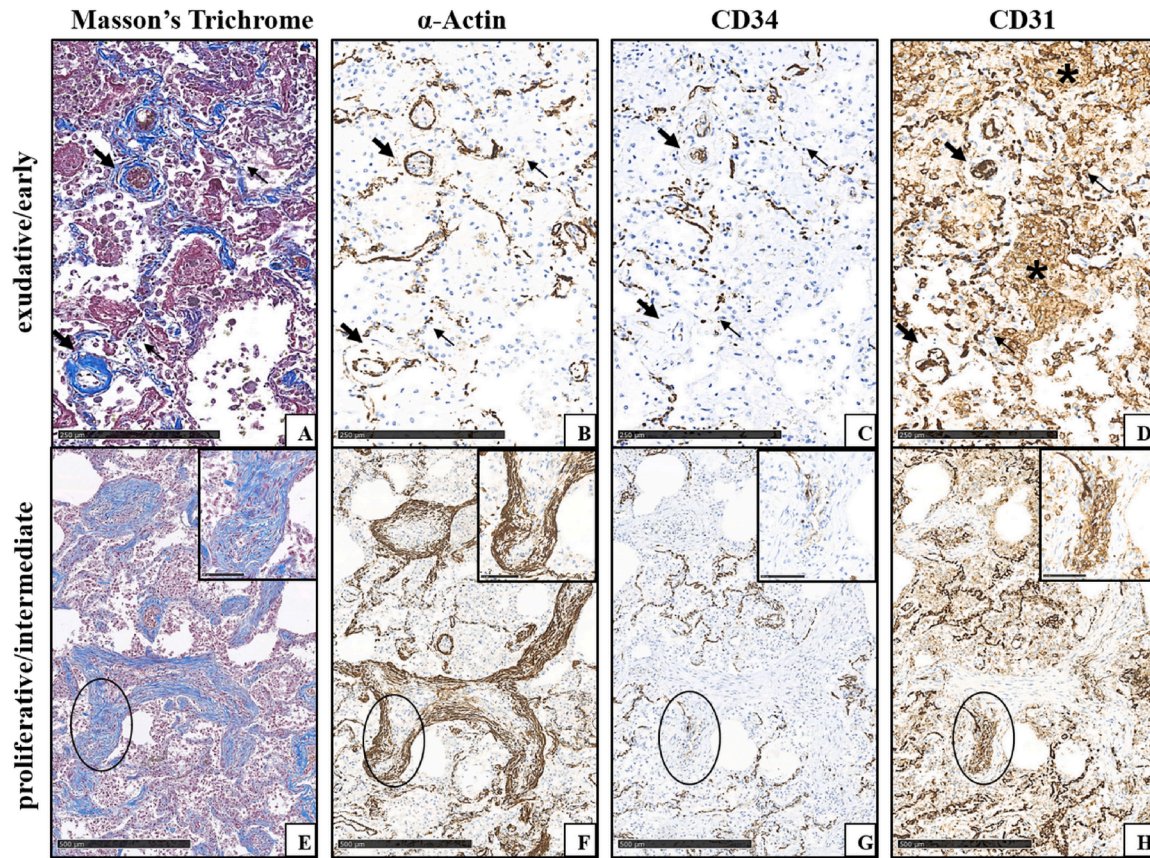 Masson's Trichrome
α-Actin
CD34
CD31
exudative/early
*
*
250 µm
A
250 µm
B
250 µm
C
250 µm
D
proliferative/intermediate
500 µm
E
500 µm
F
500 µm
G
500 µm
H